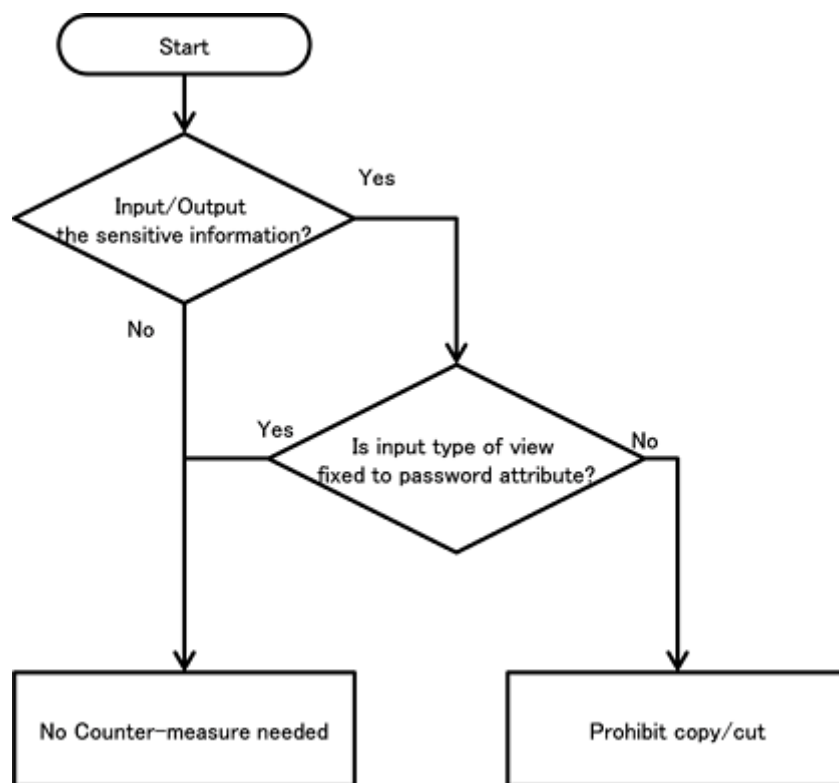 Start
Input/Output
the sensitive information?
Yes
No
Is input type of view
fixed to password attribute?
Yes
No
No Counter-measure needed
Prohibit copy/cut